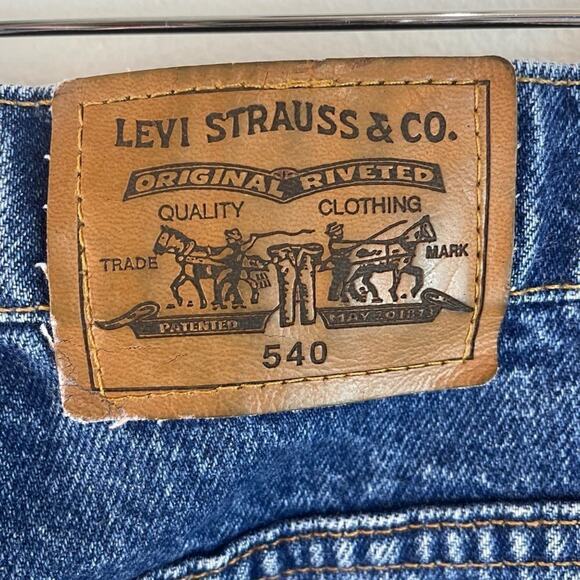 LEVI STRAUSS & CO.
ORIGINAL RIVETED
QUALITY CLOTHING
TRADE MARK
PATENTED MAY 20 1873
540